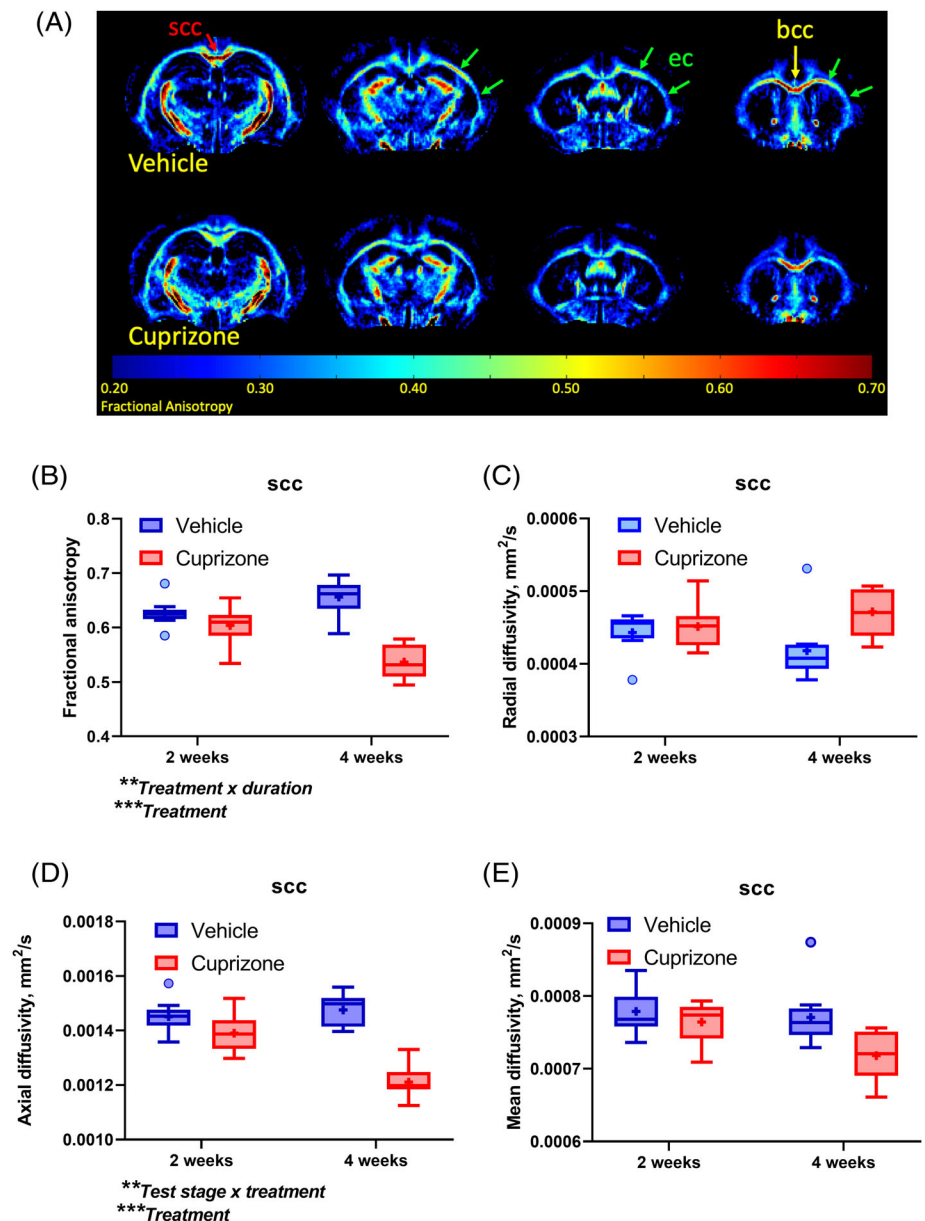 (A)
scc
ec
bcc
Vehicle
Cuprizone
0.20 0.30 0.40 0.50 0.60 0.70
Fractional Anisotropy
(B)
scc
Fractional anisotropy
0.8
0.7
0.6
0.5
0.4
Vehicle
Cuprizone
2 weeks 4 weeks
**Treatment x duration
***Treatment
(C)
scc
Radial diffusivity, mm²/s
0.0006
0.0005
0.0004
0.0003
Vehicle
Cuprizone
2 weeks 4 weeks
(D)
scc
Axial diffusivity, mm²/s
0.0018
0.0016
0.0014
0.0012
0.0010
Vehicle
Cuprizone
2 weeks 4 weeks
**Test stage x treatment
***Treatment
(E)
scc
Mean diffusivity, mm²/s
0.0009
0.0008
0.0007
0.0006
Vehicle
Cuprizone
2 weeks 4 weeks